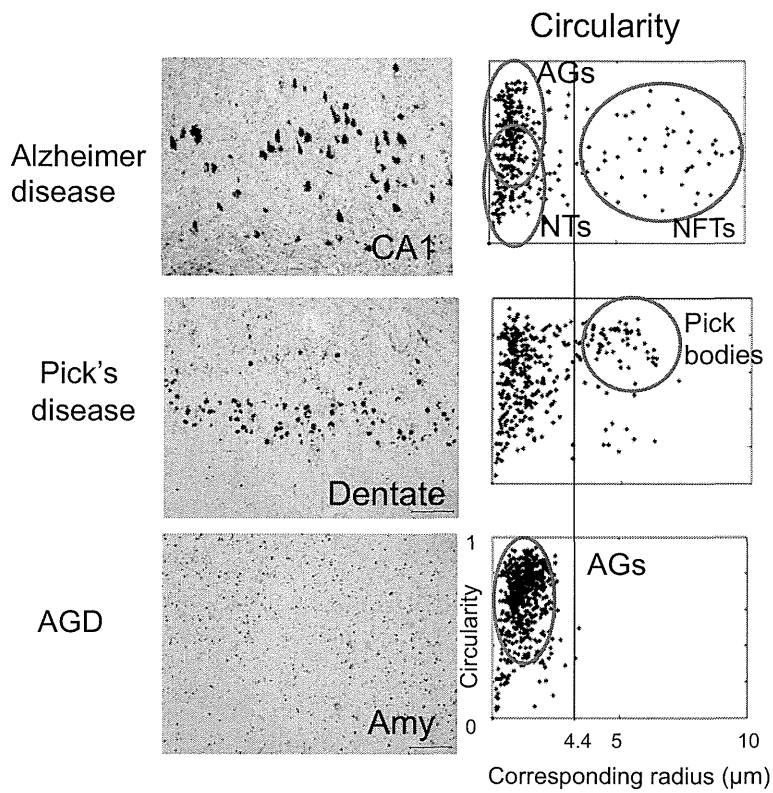 Circularity
Alzheimer
disease
CA1
AGs
NTs
NFTs
Pick's
disease
Dentate
Pick
bodies
AGD
Amy
1
Circularity
0
AGs
4.4 5 10
Corresponding radius (µm)